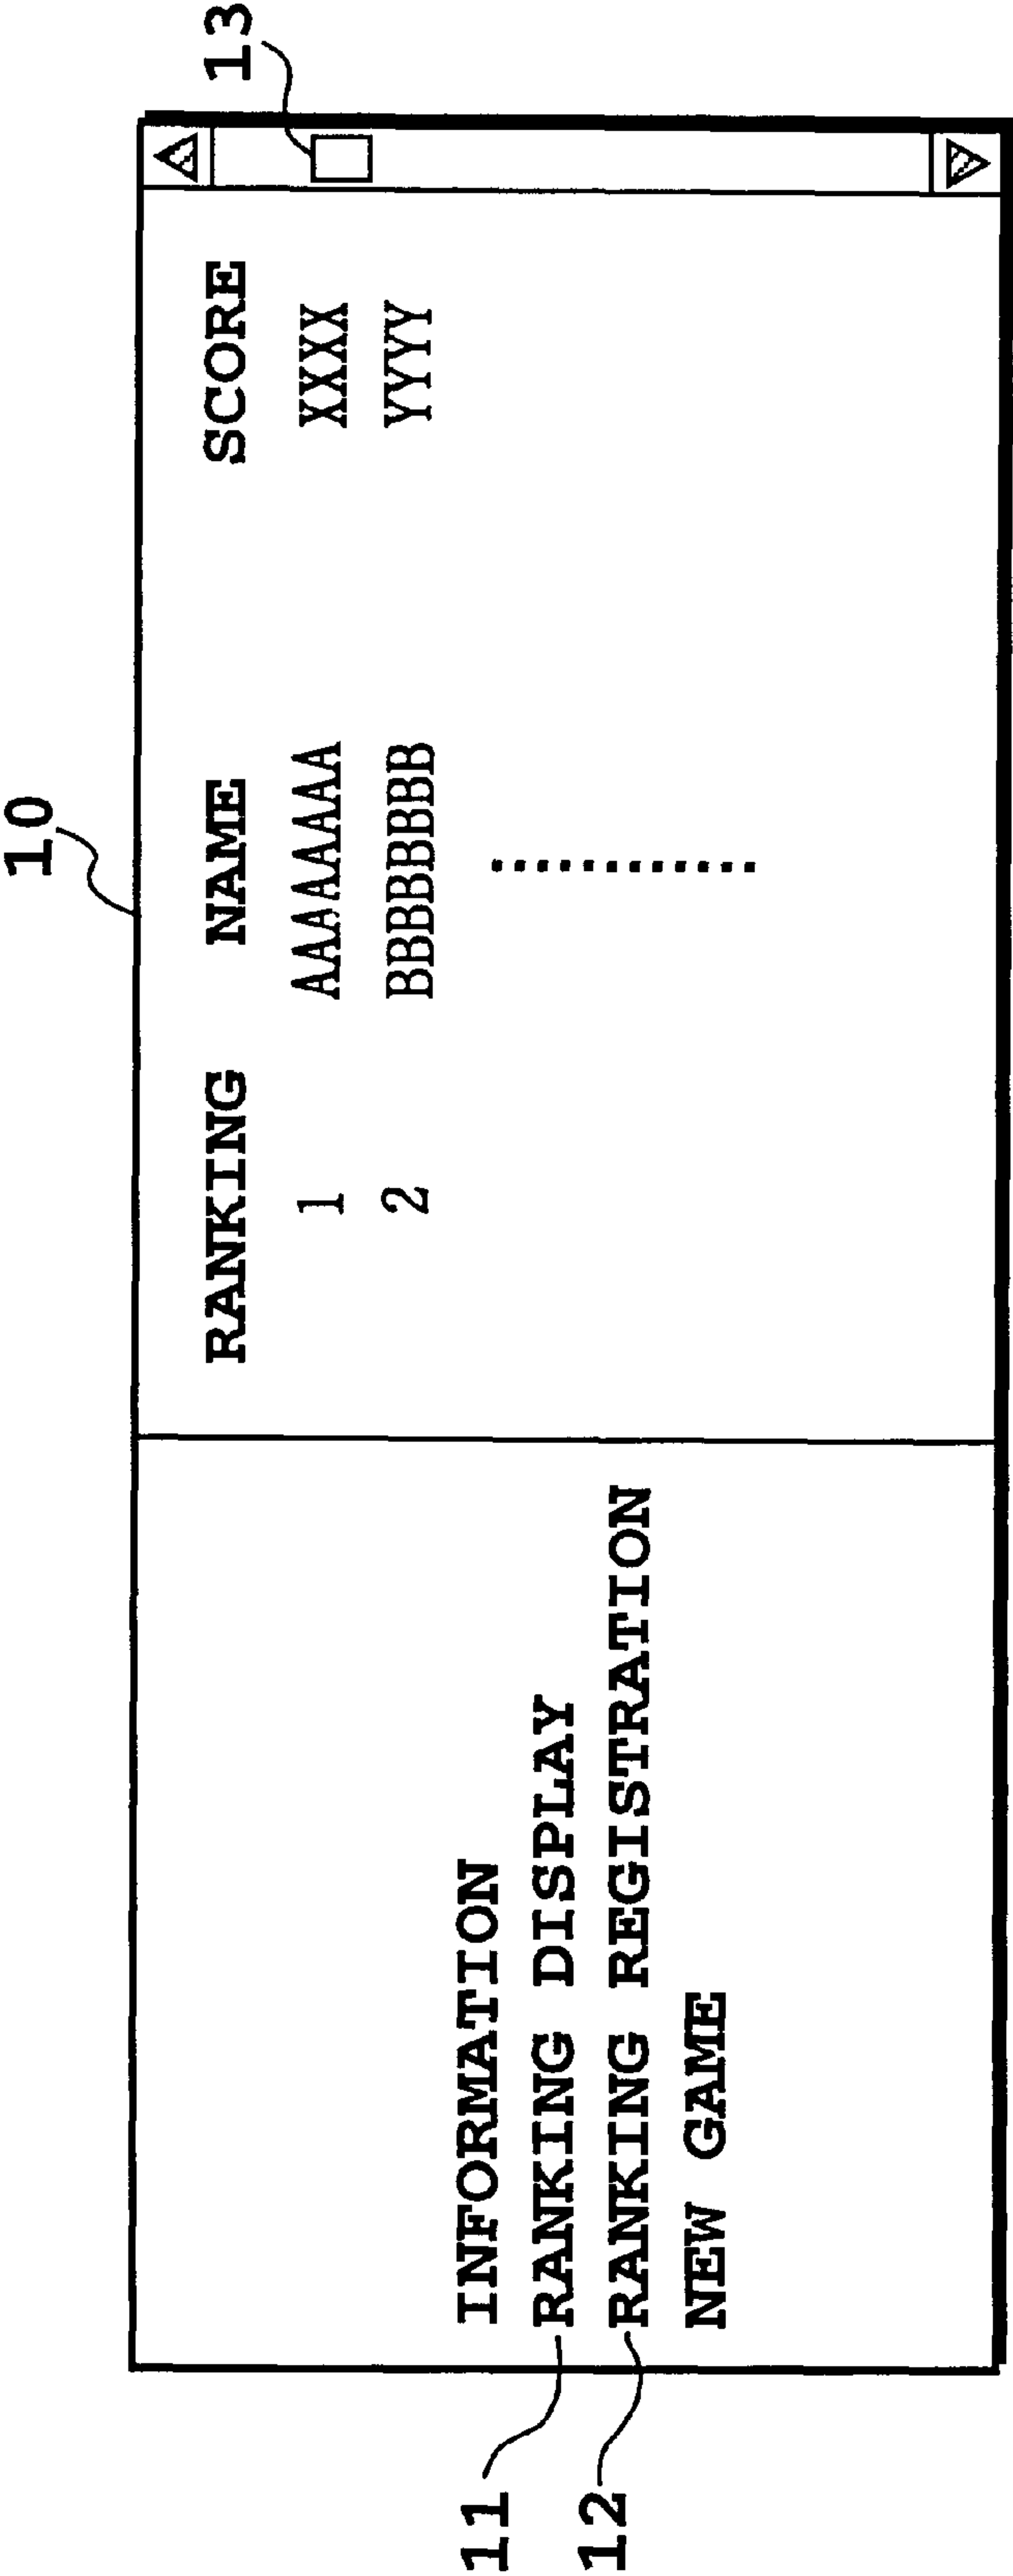 10
13
RANKING NAME SCORE
1 AAAAAAAA XXXX
2 BBBBBBBB YYYY
INFORMATION
11 RANKING DISPLAY
12 RANKING REGISTRATION
NEW GAME